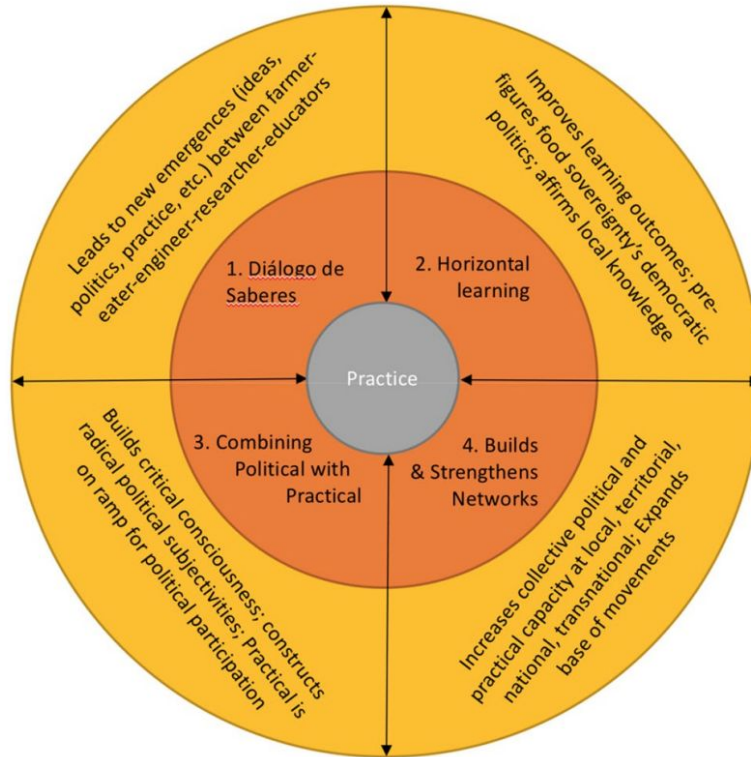 Leads to new emergences (ideas,
politics, practice, etc.) between farmer-
eater-engineer-researcher-educators
Improves learning outcomes; pre-
figures food sovereignty's democratic
politics; affirms local knowledge
1. Diálogo de
Saberes
2. Horizontal
learning
Practice
3. Combining
Political with
Practical
4. Builds
& Strengthens
Networks
Builds critical consciousness; constructs
radical political subjectivities; Practical is
on ramp for political participation
Increases collective political and
practical capacity at local, territorial,
national, transnational; Expands
base of movements